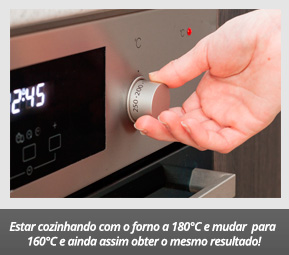 °C
°C
2:45
250·200
Estar cozinhando com o forno a 180°C e mudar para
160°C e ainda assim obter o mesmo resultado!